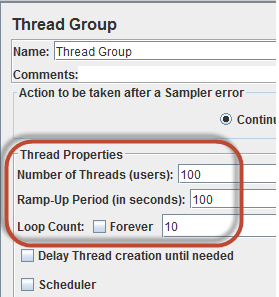 Thread Group
Name: Thread Group
Comments:
Action to be taken after a Sampler error
Thread Properties
Number of Threads (users): 100
Ramp-Up Period (in seconds): 100
Loop Count: Forever 10
Delay Thread creation until needed
Scheduler